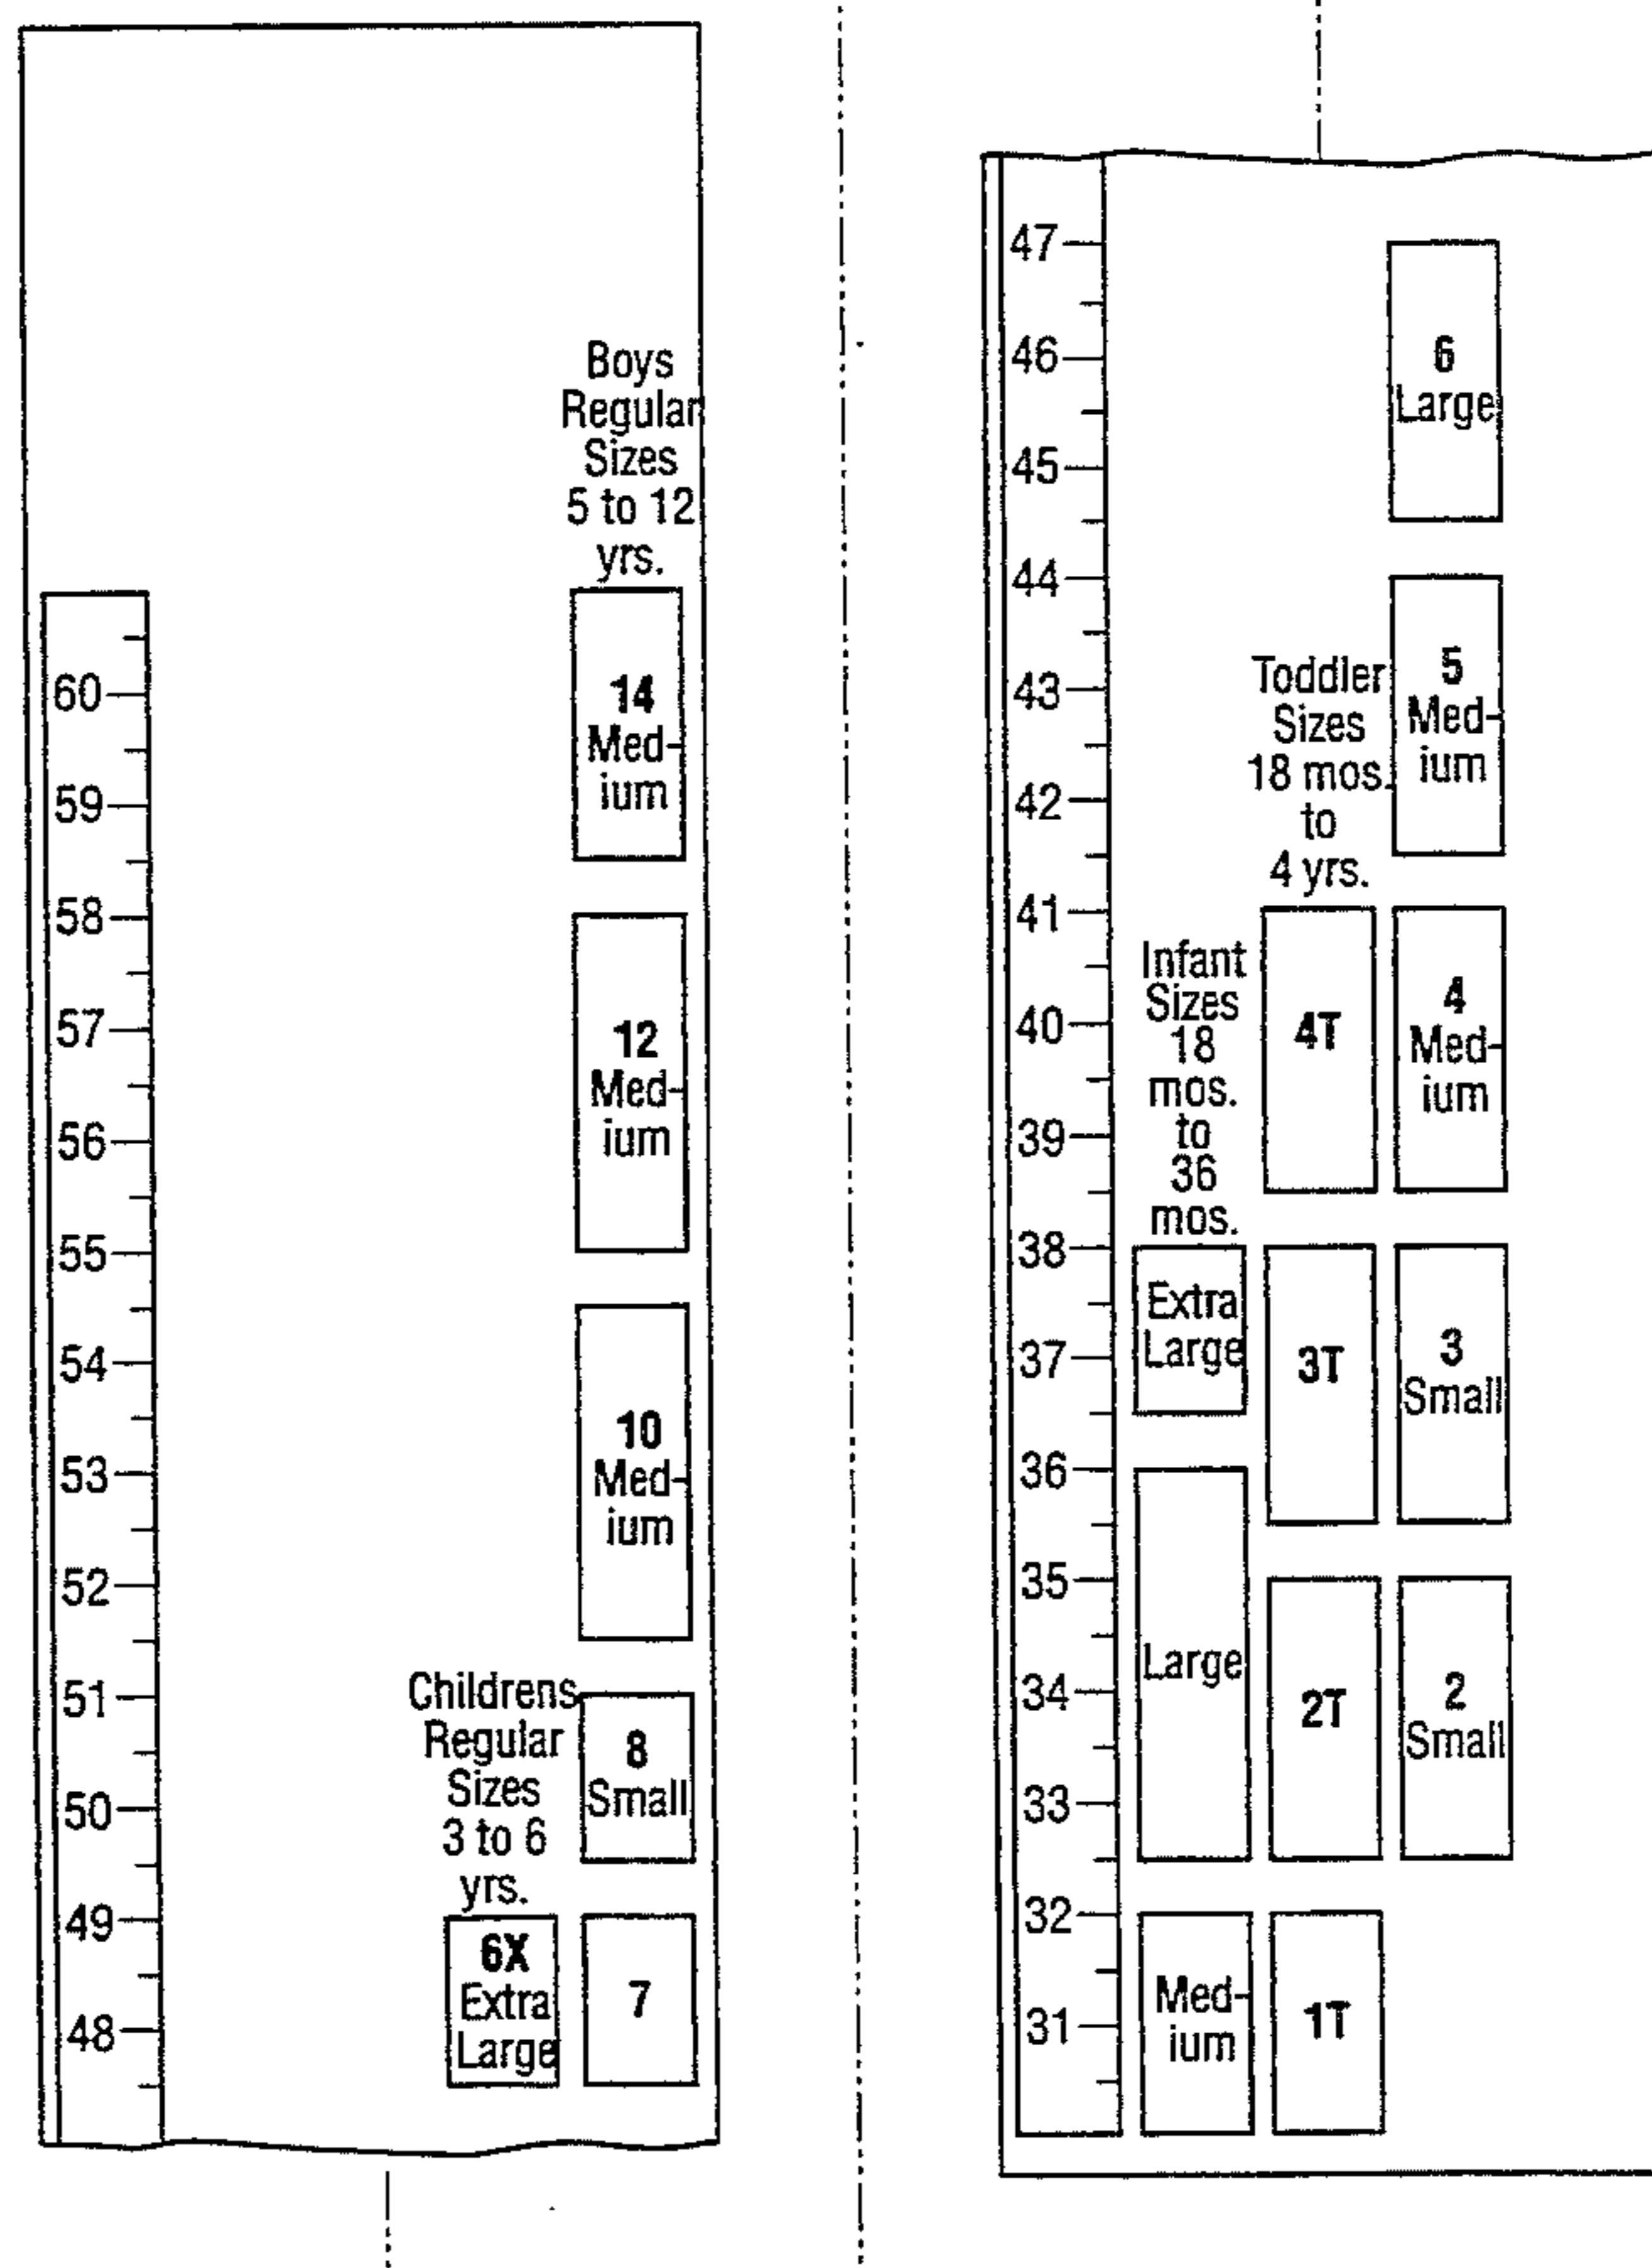 Boys
Regular
Sizes
5 to 12
yrs.
60
59
58
57
56
55
54
53
52
51
50
49
48
14
Med-
ium
12
Med-
ium
10
Med-
ium
Childrens
Regular
Sizes
3 to 6
yrs.
8
Small
6X
Extra
Large
7
47
46
45
44
43
42
41
40
39
38
37
36
35
34
33
32
31
6
Large
Toddler
Sizes
18 mos.
to
4 yrs.
5
Med-
ium
Infant
Sizes
18
mos.
to
36
mos.
4T
4
Med-
ium
Extra
Large
3T
3
Small
Large
2T
2
Small
Med-
ium
1T